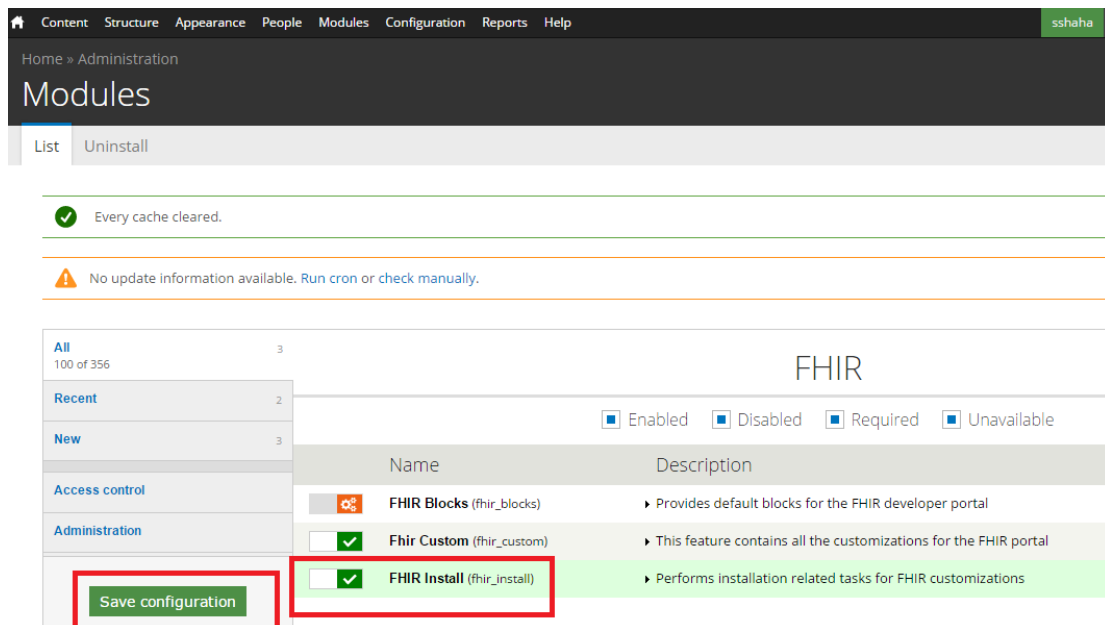 Content Structure Appearance People Modules Configuration Reports Help sshaha
Home » Administration
Modules
List Uninstall
Every cache cleared.
No update information available. Run cron or check manually.
All 3
100 of 356
Recent 2
New 3
Access control
Administration
Save configuration
FHIR
Enabled Disabled Required Unavailable
Name Description
FHIR Blocks (fhir_blocks) Provides default blocks for the FHIR developer portal
Fhir Custom (fhir_custom) This feature contains all the customizations for the FHIR portal
FHIR Install (fhir_install) Performs installation related tasks for FHIR customizations